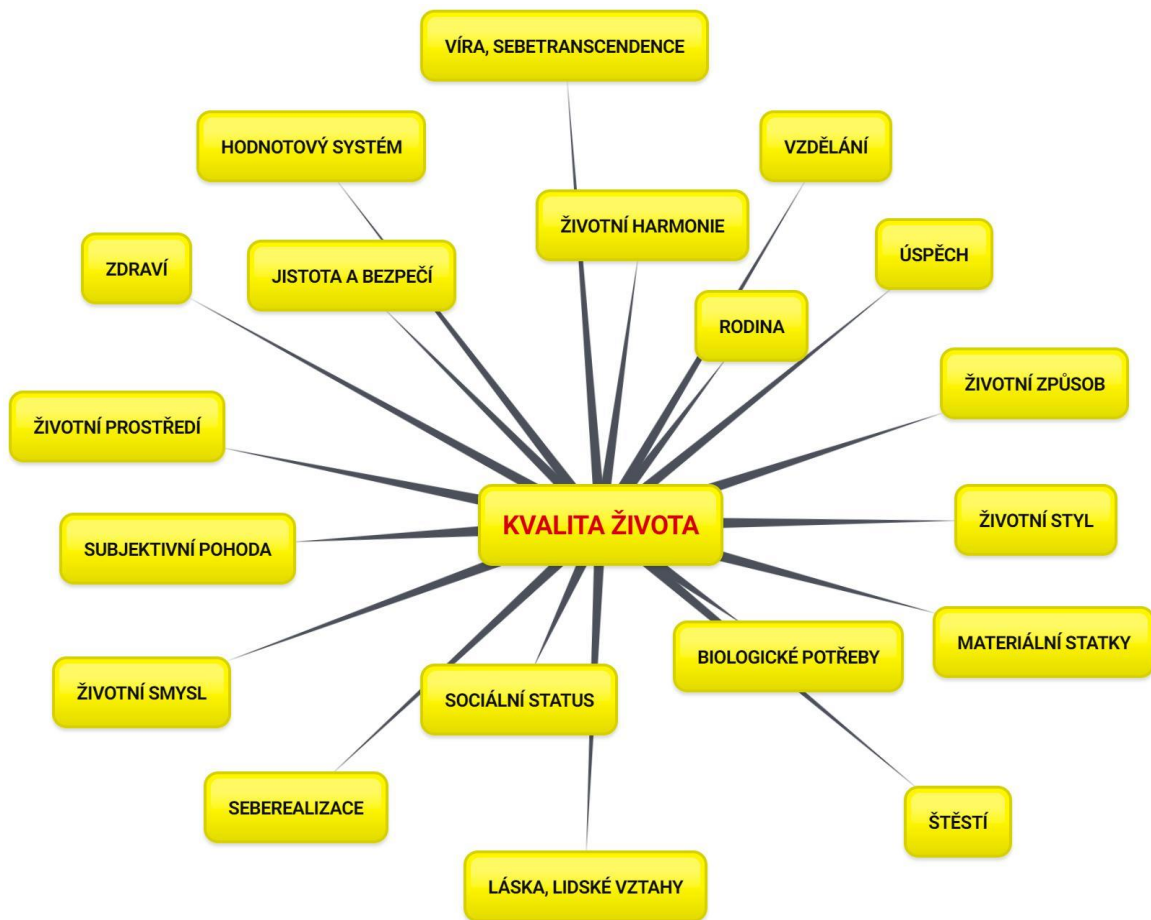 VÍRA, SEBETRANSCENDENCE
HODNOTOVÝ SYSTÉM
VZDĚLÁNÍ
ŽIVOTNÍ HARMONIE
ÚSPĚCH
ZDRAVÍ
JISTOTA A BEZPEČÍ
RODINA
ŽIVOTNÍ ZPŮSOB
ŽIVOTNÍ PROSTŘEDÍ
KVALITA ŽIVOTA
ŽIVOTNÍ STYL
SUBJEKTIVNÍ POHODA
MATERIÁLNÍ STATKY
BIOLOGICKÉ POTŘEBY
ŽIVOTNÍ SMYSL
SOCIÁLNÍ STATUS
SEBEREALIZACE
ŠTĚSTÍ
LÁSKA, LIDSKÉ VZTAHY